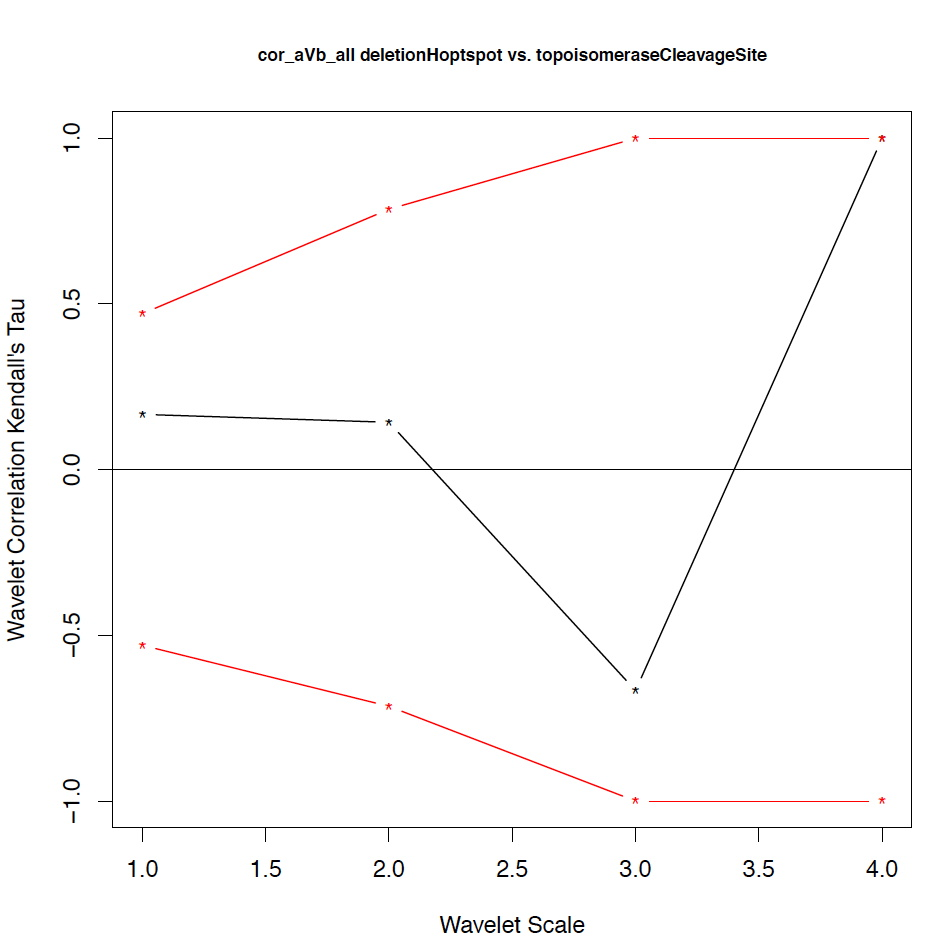 cor_aVb_all deletionHoptspot vs. topoisomeraseCleavageSite
Wavelet Correlation Kendall's Tau
1.0
0.5
0.0
−0.5
−1.0
1.0 1.5 2.0 2.5 3.0 3.5 4.0
Wavelet Scale